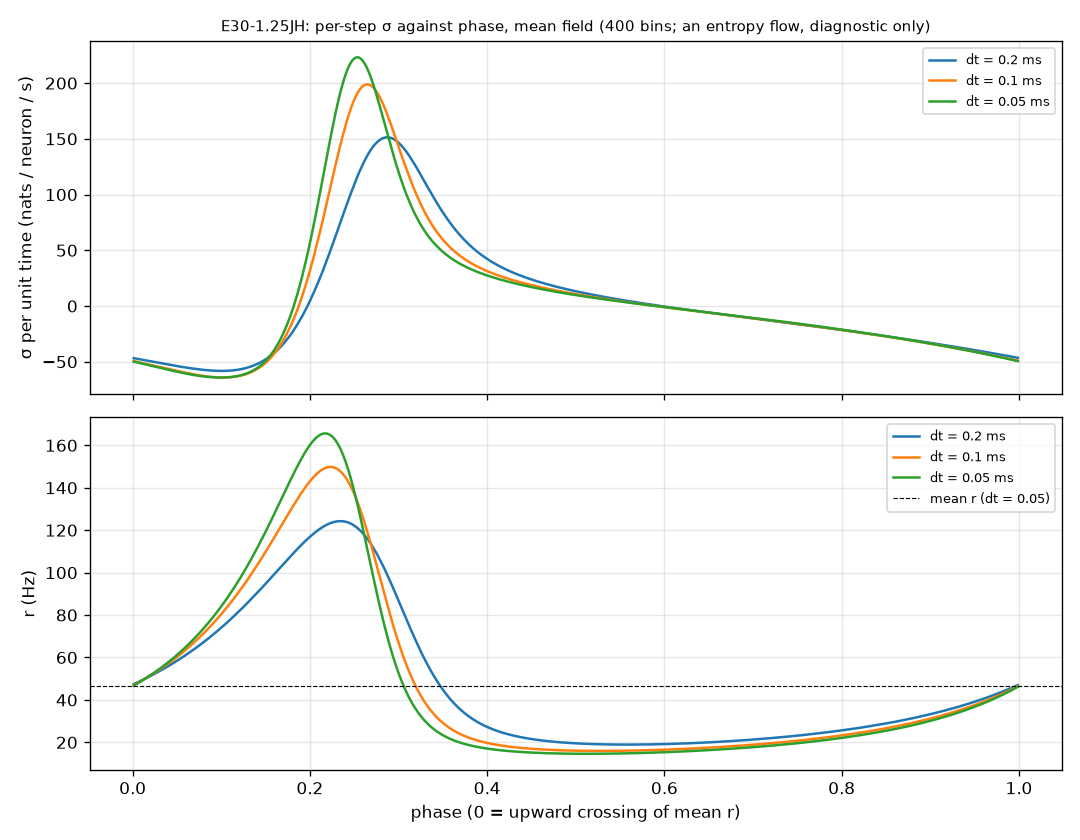 E30-1.25JH: per-step σ against phase, mean field (400 bins; an entropy flow, diagnostic only)
σ per unit time (nats / neuron / s)
200
150
100
50
0
−50
dt = 0.2 ms
dt = 0.1 ms
dt = 0.05 ms
r (Hz)
160
140
120
100
80
60
40
20
dt = 0.2 ms
dt = 0.1 ms
dt = 0.05 ms
mean r (dt = 0.05)
0.0 0.2 0.4 0.6 0.8 1.0
phase (0 = upward crossing of mean r)